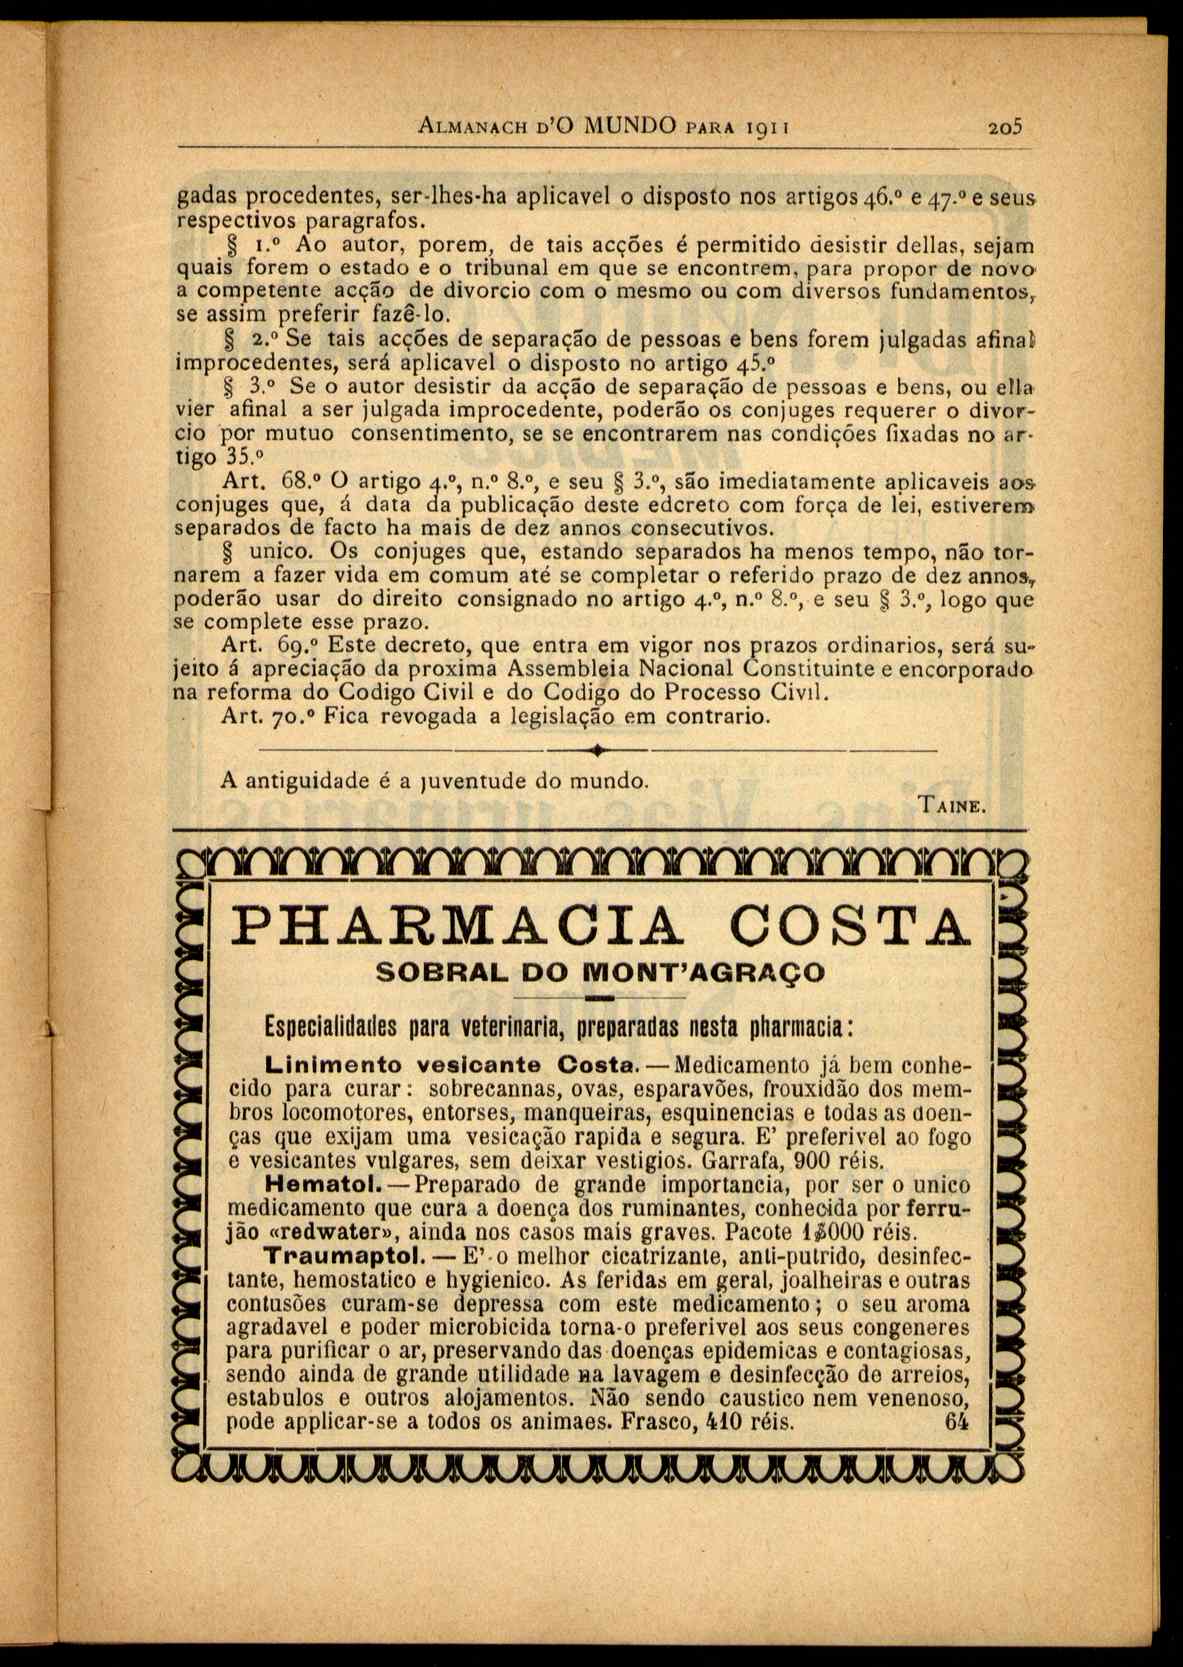 ALMANACH D'O MUNDO PARA 1911 205
gadas procedentes, ser-lhes-ha aplicavel o disposto nos artigos 46.º e 47.º e seus
respectivos paragrafos.
§ 1.º Ao autor, porem, de tais acções é permitido desistir dellas, sejam
quais forem o estado e o tribunal em que se encontrem, para propor de novo
a competente acção de divorcio com o mesmo ou com diversos fundamentos,
se assim preferir fazê-lo.
§ 2.º Se tais acções de separação de pessoas e bens forem julgadas afinal
improcedentes, será aplicavel o disposto no artigo 45.º
§ 3.º Se o autor desistir da acção de separação de pessoas e bens, ou ella
vier afinal a ser julgada improcedente, poderão os conjuges requerer o divor-
cio por mutuo consentimento, se se encontrarem nas condições fixadas no ar-
tigo 35.º
Art. 68.º O artigo 4.º, n.º 8.º, e seu § 3.º, são imediatamente aplicaveis aos
conjuges que, á data da publicação deste edcreto com força de lei, estiverem
separados de facto ha mais de dez annos consecutivos.
§ unico. Os conjuges que, estando separados ha menos tempo, não tor-
narem a fazer vida em comum até se completar o referido prazo de dez annos,
poderão usar do direito consignado no artigo 4.º, n.º 8.º, e seu § 3.º, logo que
se complete esse prazo.
Art. 69.º Este decreto, que entra em vigor nos prazos ordinarios, será su-
jeito á apreciação da proxima Assembleia Nacional Constituinte e encorporado
na reforma do Codigo Civil e do Codigo do Processo Civil.
Art. 70.º Fica revogada a legislação em contrario.
A antiguidade é a juventude do mundo.
TAINE.
PHARMACIA COSTA
SOBRAL DO MONT'AGRAÇO
Especialidades para veterinaria, preparadas nesta pharmacia:
Linimento vesicante Costa.—Medicamento já bem conhe-
cido para curar: sobrecannas, ovas, esparavões, frouxidão dos mem-
bros locomotores, entorses, manqueiras, esquinencias e todas as doen-
ças que exijam uma vesicação rapida e segura. E' preferivel ao fogo
e vesicantes vulgares, sem deixar vestigios. Garrafa, 900 réis.
Hematol.—Preparado de grande importancia, por ser o unico
medicamento que cura a doença dos ruminantes, conhecida por ferru-
jão «redwater», ainda nos casos mais graves. Pacote 1$000 réis.
Traumaptol.—E' o melhor cicatrizante, anti-putrido, desinfec-
tante, hemostatico e hygienico. As feridas em geral, joalheiras e outras
contusões curam-se depressa com este medicamento; o seu aroma
agradavel e poder microbicida torna-o preferivel aos seus congeneres
para purificar o ar, preservando das doenças epidemicas e contagiosas,
sendo ainda de grande utilidade na lavagem e desinfecção de arreios,
estabulos e outros alojamentos. Não sendo caustico nem venenoso,
pode applicar-se a todos os animaes. Frasco, 410 réis. 64